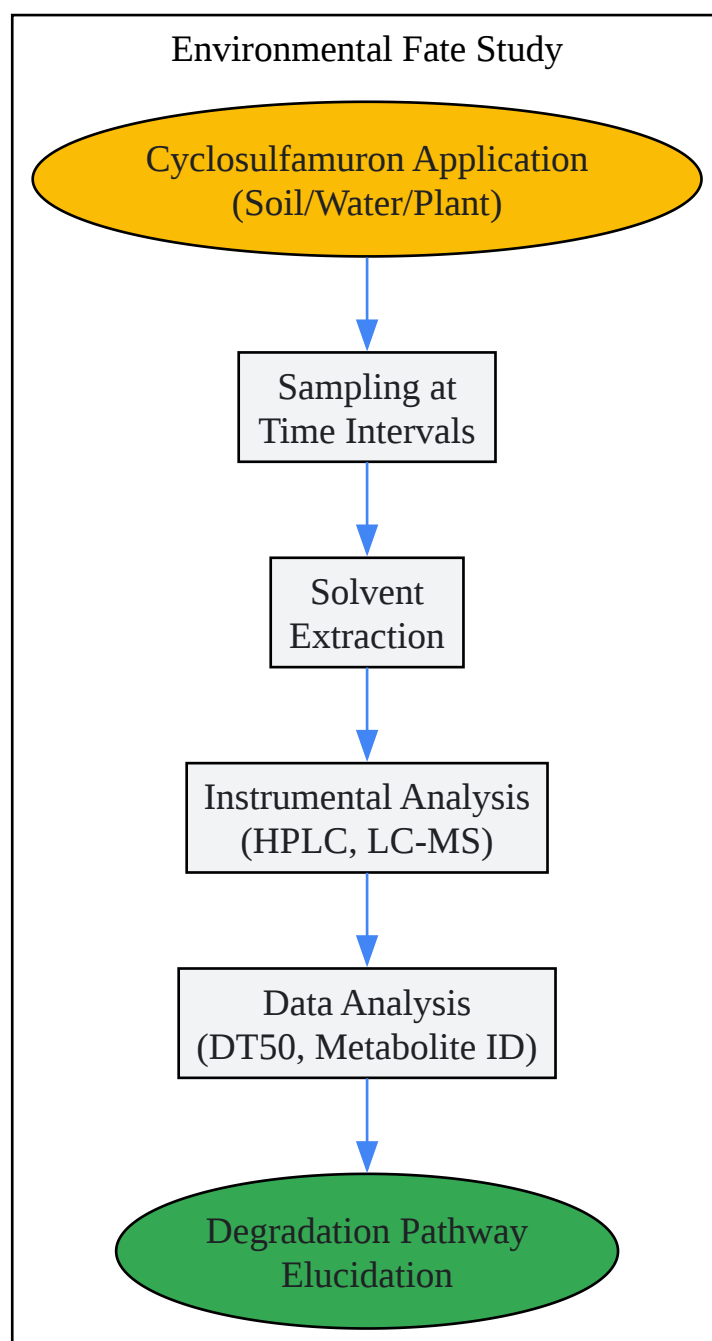 Environmental Fate Study
Cyclosulfamuron Application
(Soil/Water/Plant)
Sampling at
Time Intervals
Solvent
Extraction
Instrumental Analysis
(HPLC, LC-MS)
Data Analysis
(DT50, Metabolite ID)
Degradation Pathway
Elucidation